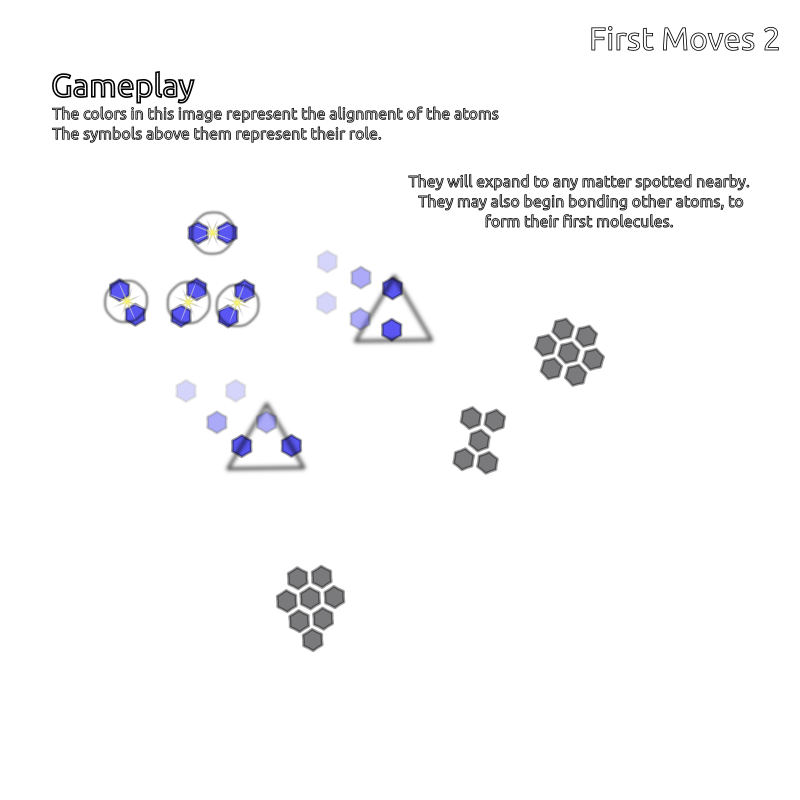 First Moves 2
Gameplay
The colors in this image represent the alignment of the atoms
The symbols above them represent their role.
They will expand to any matter spotted nearby.
They may also begin bonding other atoms, to
form their first molecules.